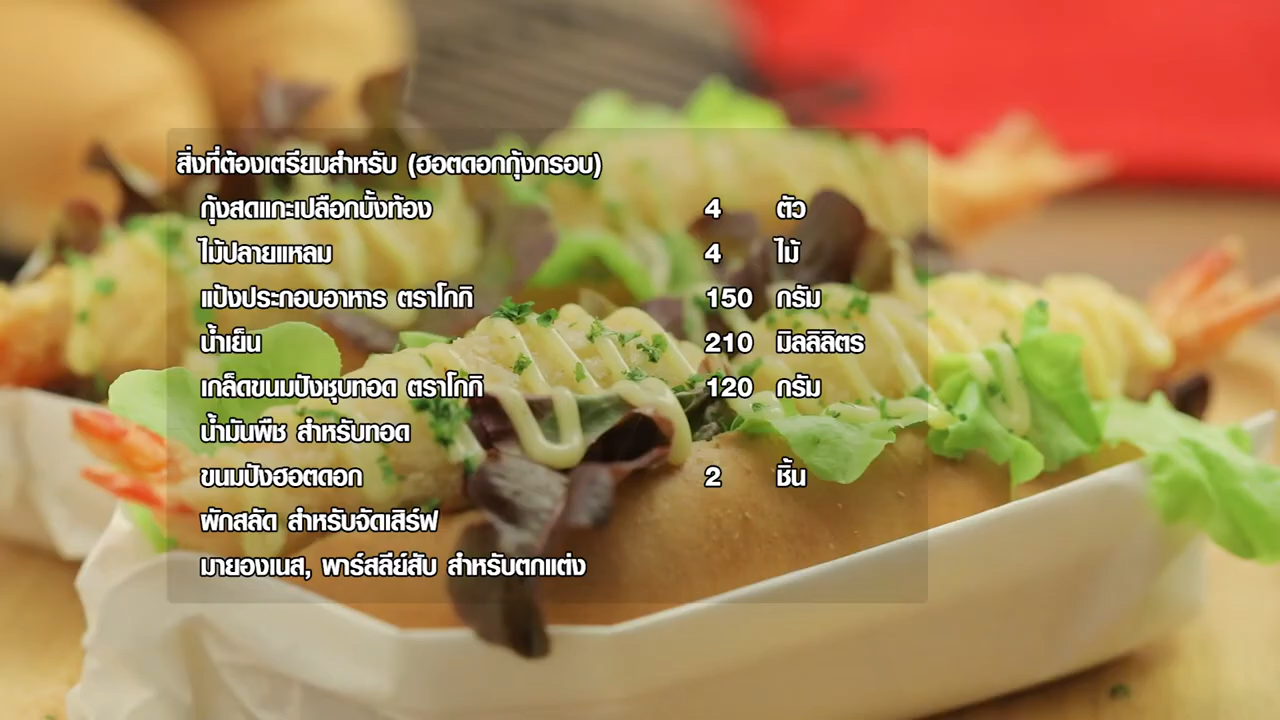 สิ่งที่ต้องเตรียมสำหรับ (ฮอตดอกกุ้งกรอบ)
กุ้งสดแกะเปลือกบั้งท้อง 4 ตัว
ไม้ปลายแหลม 4 ไม้
แป้งประกอบอาหาร ตราโกกิ 150 กรัม
น้ำเย็น 210 มิลลิลิตร
เกล็ดขนมปังชุบทอด ตราโกกิ 120 กรัม
น้ำมันพืช สำหรับทอด
ขนมปังฮอตดอก 2 ชิ้น
ผักสลัด สำหรับจัดเสิร์ฟ
มายองเนส, พาร์สลีย์สับ สำหรับตกแต่ง